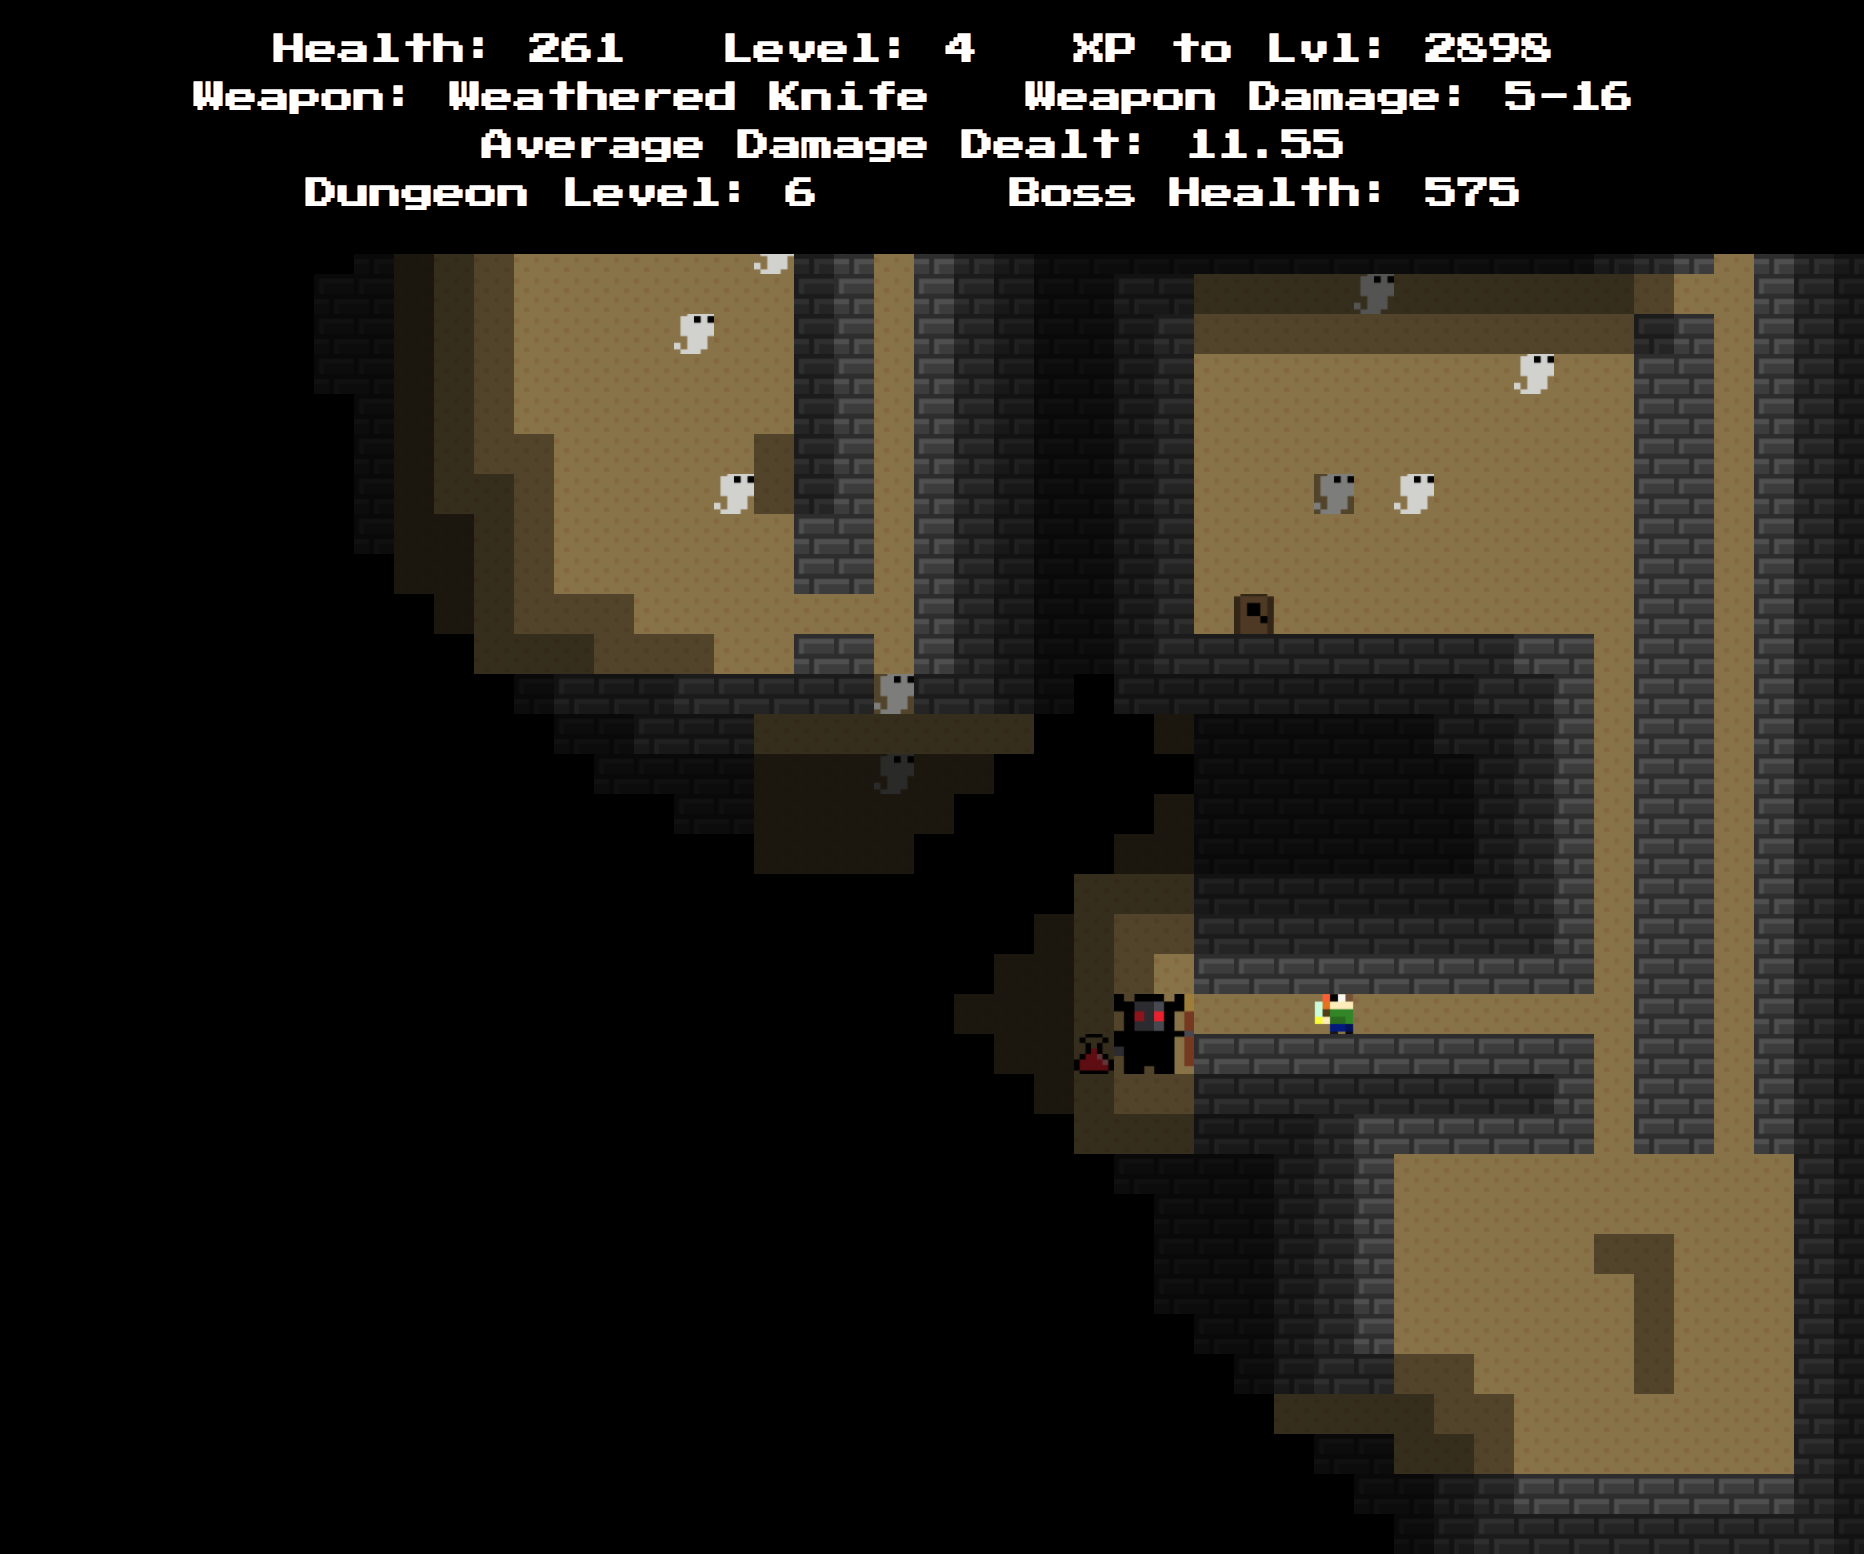 Health: 261 Level: 4 XP to Lvl: 2898
Weapon: Weathered Knife Weapon Damage: 5-16
Average Damage Dealt: 11.55
Dungeon Level: 6 Boss Health: 575